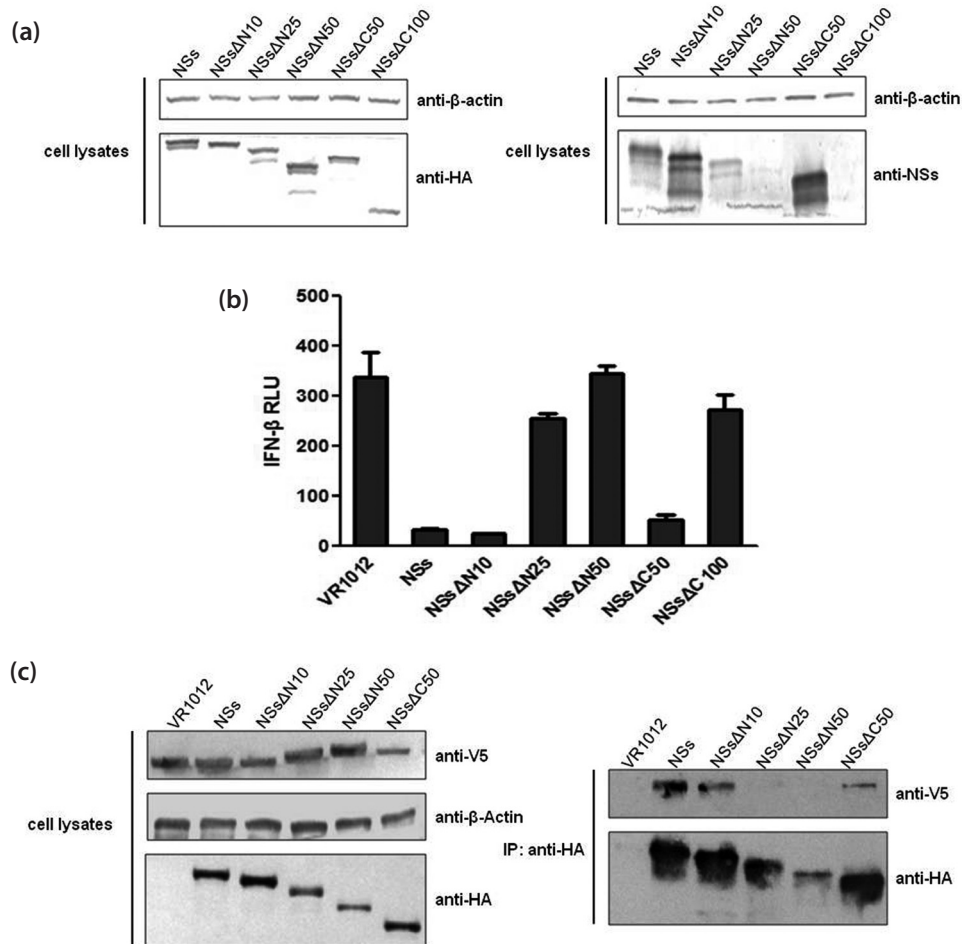 (a)
NSs NSsΔN10 NSsΔN25 NSsΔN50 NSsΔC50 NSsΔC100
anti-β-actin
cell lysates
anti-HA
NSs NSsΔN10 NSsΔN25 NSsΔN50 NSsΔC50 NSsΔC100
anti-β-actin
cell lysates
anti-NSs
(b)
IFN-β RLU
500
400
300
200
100
0
VR1012 NSs NSsΔN10 NSsΔN25 NSsΔN50 NSsΔC50 NSsΔC100
(c)
VR1012 NSs NSsΔN10 NSsΔN25 NSsΔN50 NSsΔC50
anti-V5
anti-β-Actin
cell lysates
anti-HA
VR1012 NSs NSsΔN10 NSsΔN25 NSsΔN50 NSsΔC50
anti-V5
IP: anti-HA
anti-HA